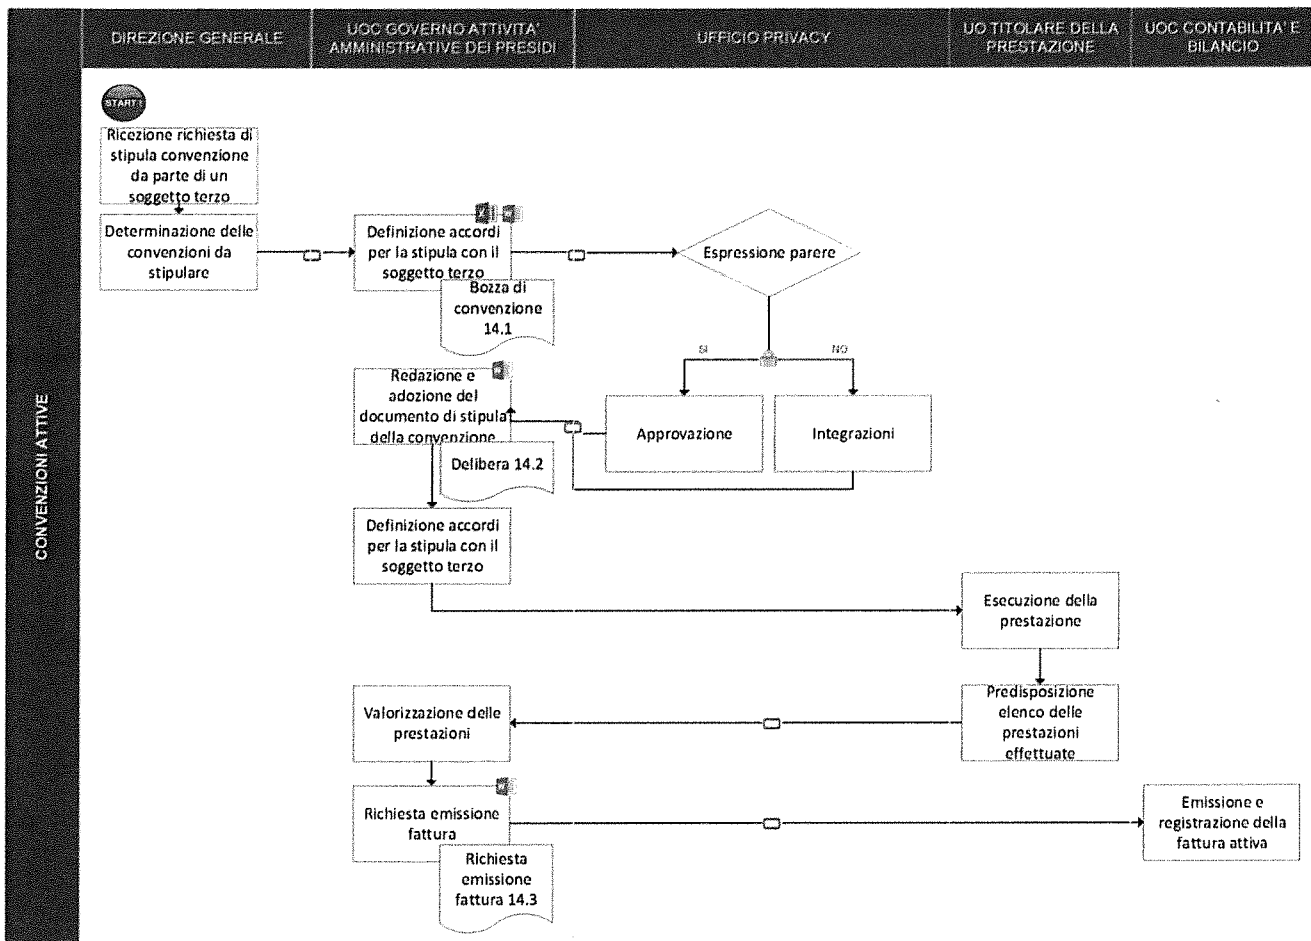 DIREZIONE GENERALE
UOC GOVERNO ATTIVITA'
AMMINISTRATIVE DEI PRESIDI
UFFICIO PRIVACY
UO TITOLARE DELLA
PRESTAZIONE
UOC CONTABILITA' E
BILANCIO
CONVENZIONI ATTIVE
START
Ricezione richiesta di
stipula convenzione
da parte di un
soggetto terzo
Determinazione delle
convenzioni da
stipulare
Definizione accordi
per la stipula con il
soggetto terzo
Bozza di
convenzione
14.1
Espressione parere
SI
NO
Approvazione
Integrazioni
Redazione e
adozione del
documento di stipula
della convenzione
Delibera 14.2
Definizione accordi
per la stipula con il
soggetto terzo
Esecuzione della
prestazione
Predisposizione
elenco delle
prestazioni
effettuate
Valorizzazione delle
prestazioni
Richiesta emissione
fattura
Richiesta
emissione
fattura 14.3
Emissione e
registrazione della
fattura attiva